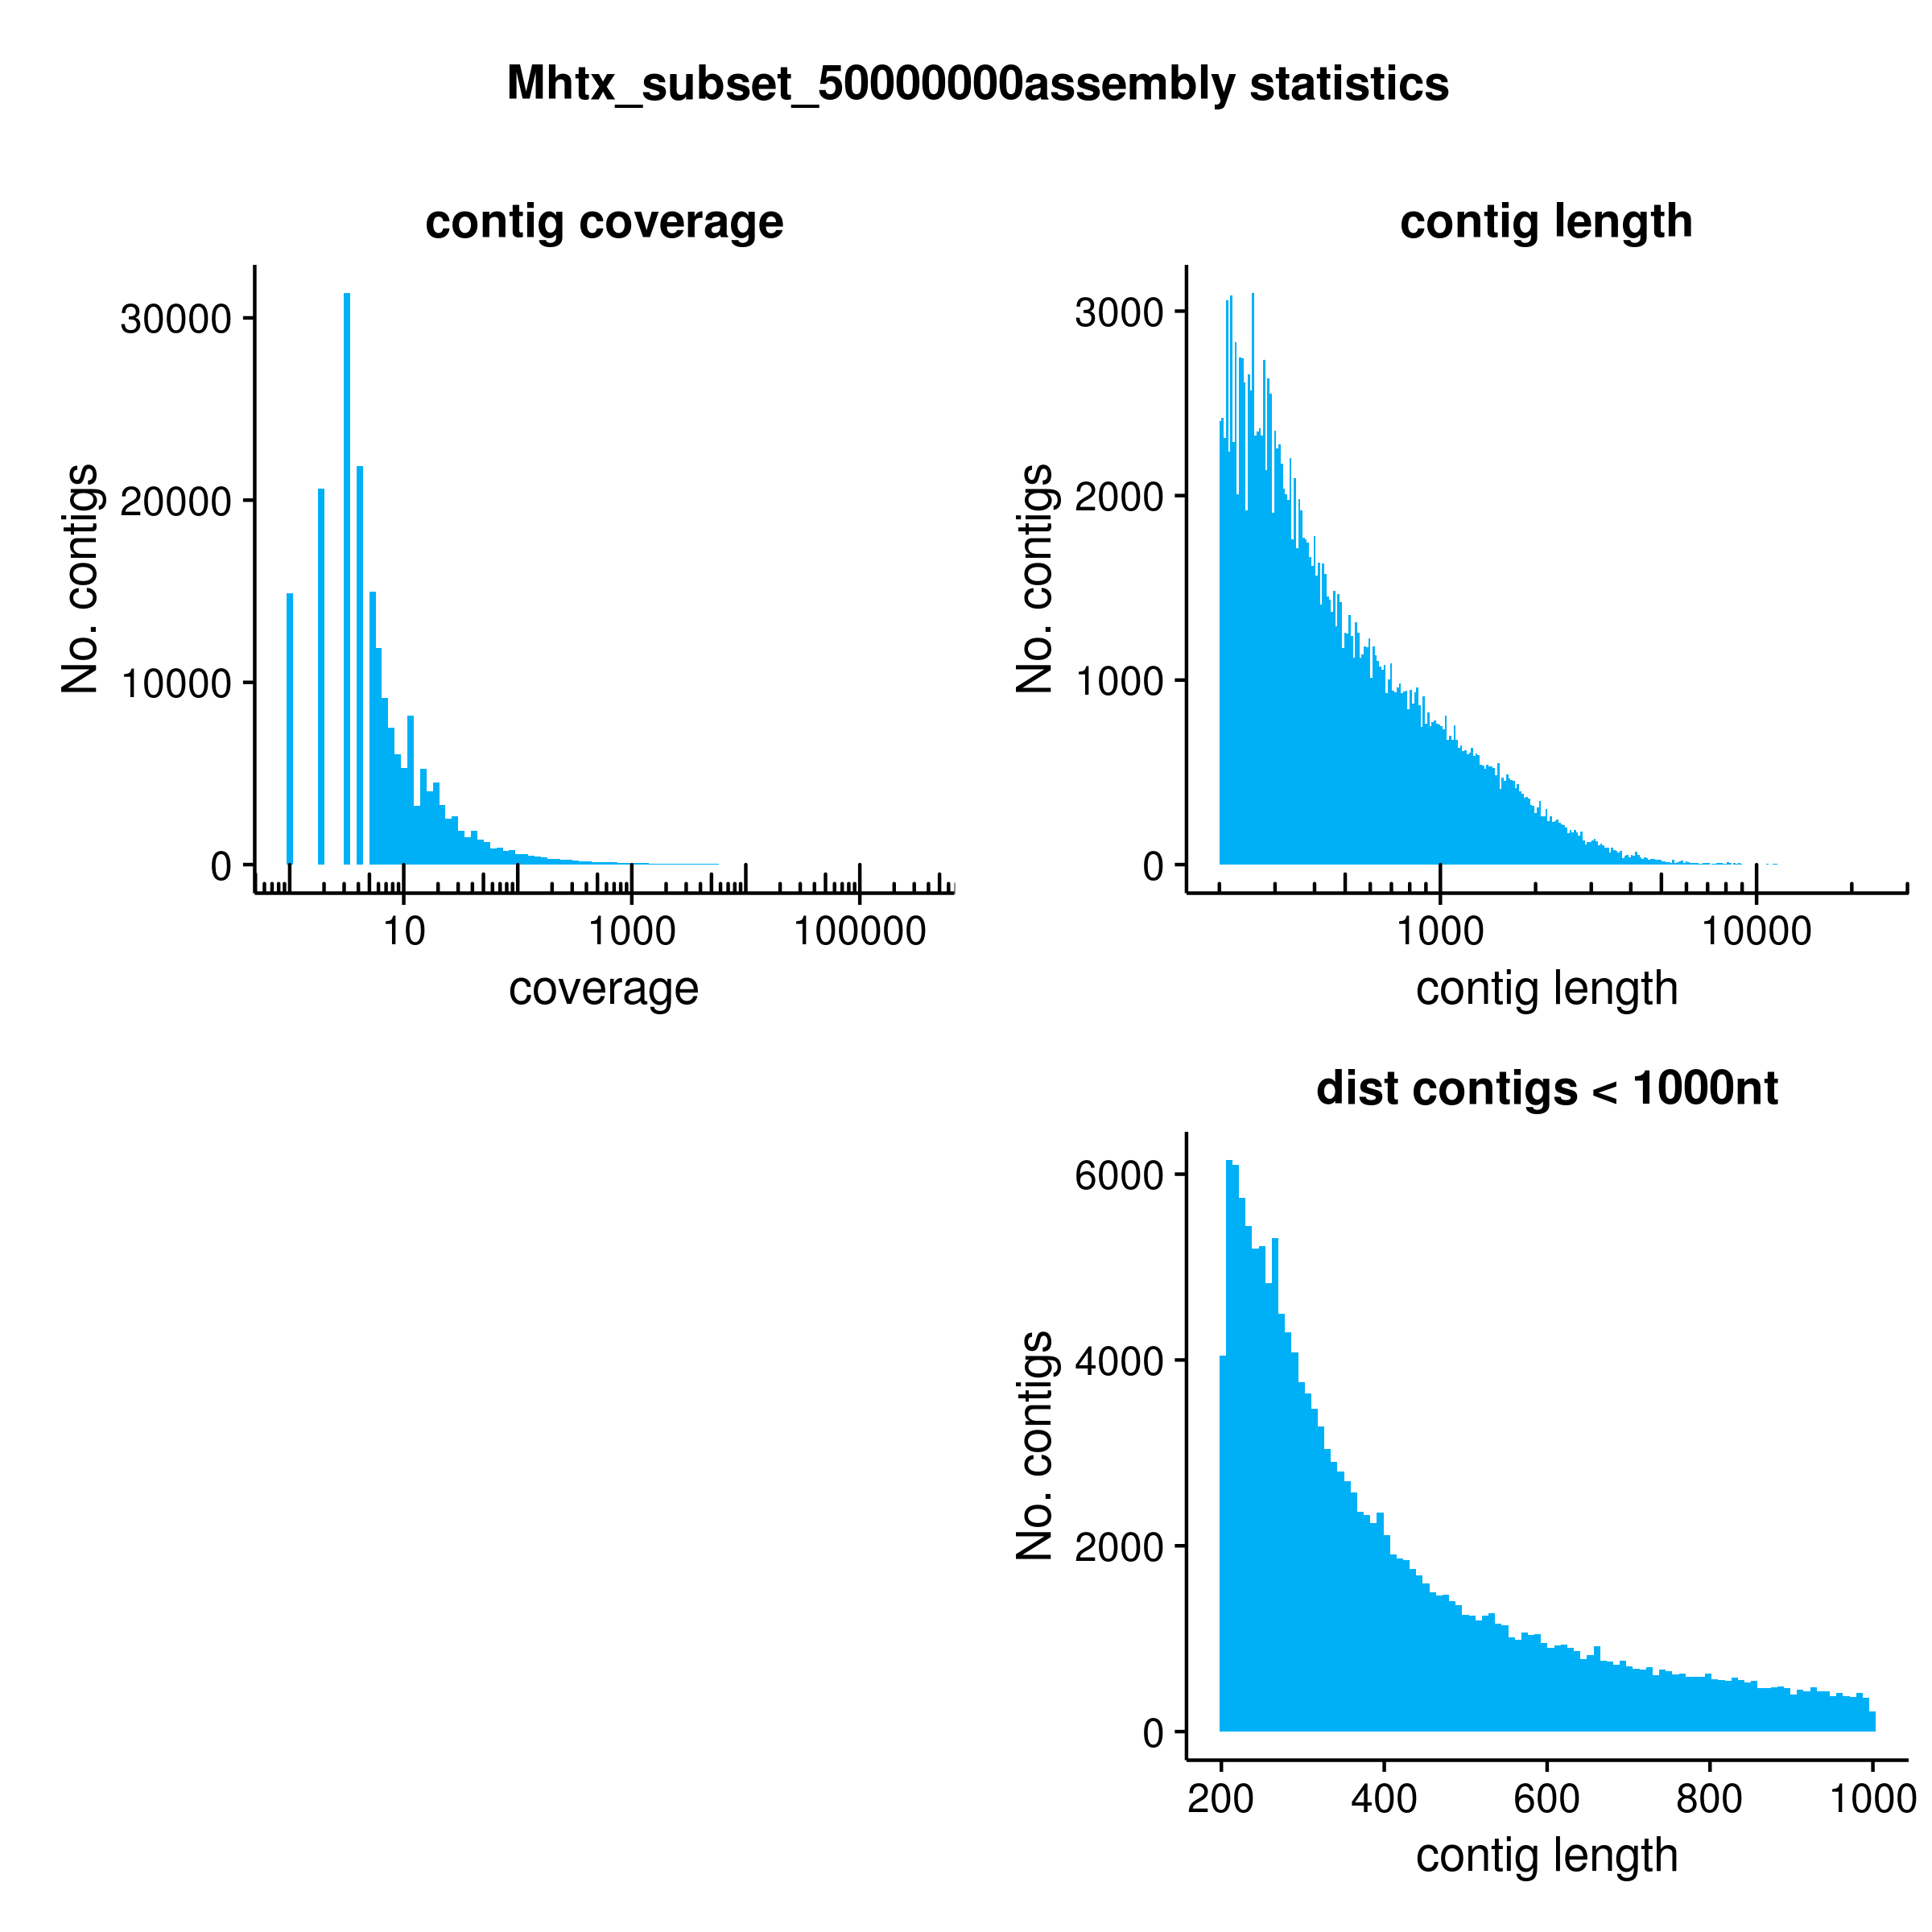 Mhtx_subset_50000000assembly statistics
contig coverage
No. contigs
30000
20000
10000
0
10 1000 100000
coverage
contig length
No. contigs
3000
2000
1000
0
1000 10000
contig length
dist contigs < 1000nt
No. contigs
6000
4000
2000
0
200 400 600 800 1000
contig length